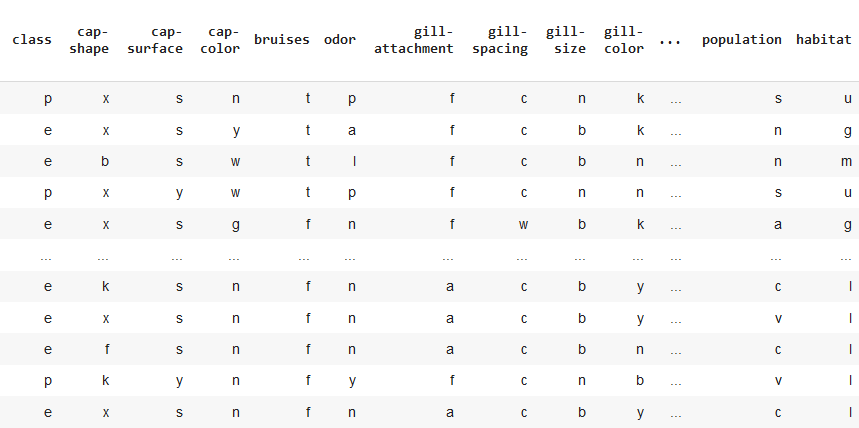 class cap-shape cap-surface cap-color bruises odor gill-attachment gill-spacing gill-size gill-color ... population habitat
p x s n t p f c n k ... s u
e x s y t a f c b k ... n g
e b s w t l f c b n ... n m
p x y w t p f c n n ... s u
e x s g f n f w b k ... a g
... ... ... ... ... ... ... ... ... ... ... ... ...
e k s n f n a c b y ... c l
e x s n f n a c b y ... v l
e f s n f n a c b n ... c l
p k y n f y f c n b ... v l
e x s n f n a c b y ... c l